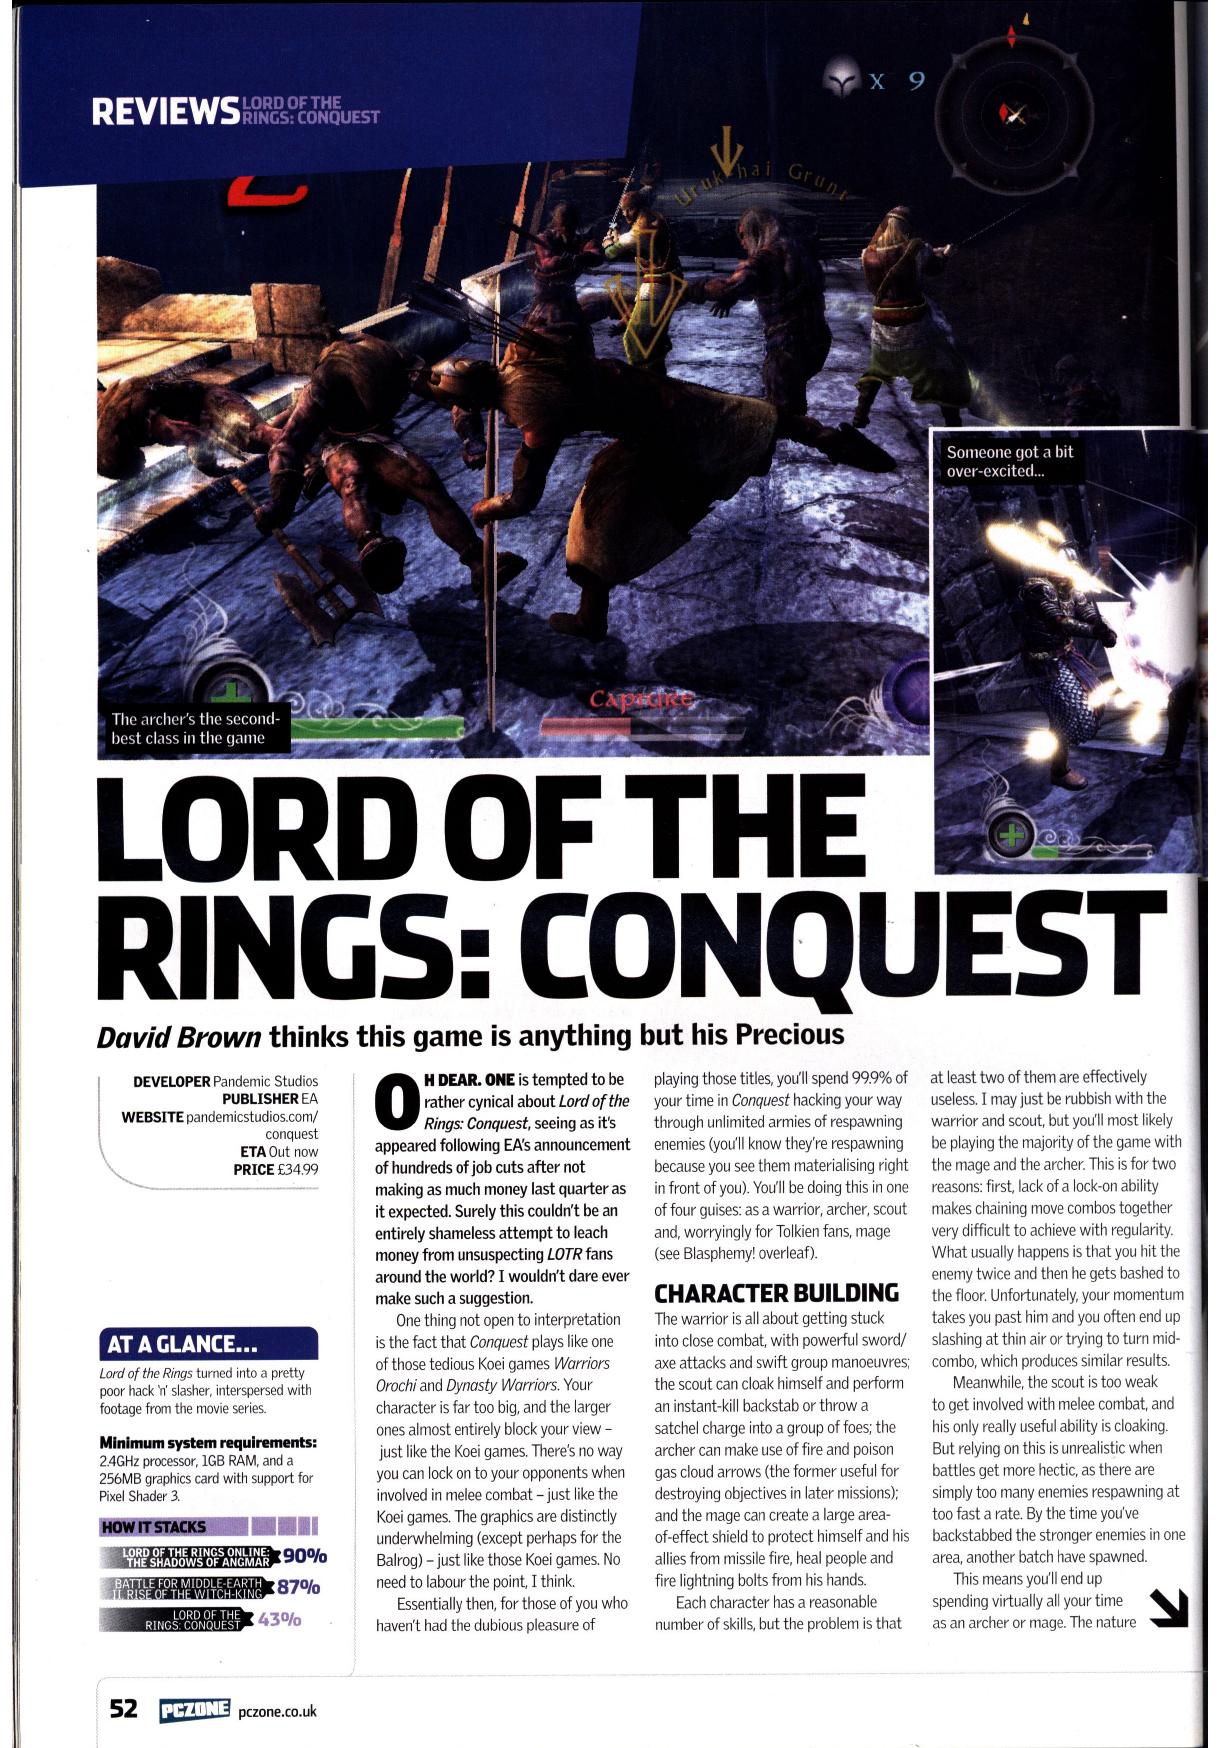 REVIEWS LORD OF THE
RINGS: CONQUEST
X 9
Uruk-hai Grunt
Someone got a bit
over-excited...
Capture
The archer's the second-
best class in the game
LORD OF THE
RINGS: CONQUEST
David Brown thinks this game is anything but his Precious
DEVELOPER Pandemic Studios
PUBLISHER EA
WEBSITE pandemicstudios.com/
conquest
ETA Out now
PRICE £34.99
AT A GLANCE...
Lord of the Rings turned into a pretty
poor hack 'n' slasher, interspersed with
footage from the movie series.
Minimum system requirements:
2.4GHz processor, 1GB RAM, and a
256MB graphics card with support for
Pixel Shader 3.
HOW IT STACKS
LORD OF THE RINGS ONLINE:
THE SHADOWS OF ANGMAR 90%
BATTLE FOR MIDDLE-EARTH
II: RISE OF THE WITCH-KING 87%
LORD OF THE
RINGS: CONQUEST 43%
OH DEAR. ONE is tempted to be
rather cynical about Lord of the
Rings: Conquest, seeing as it's
appeared following EA's announcement
of hundreds of job cuts after not
making as much money last quarter as
it expected. Surely this couldn't be an
entirely shameless attempt to leach
money from unsuspecting LOTR fans
around the world? I wouldn't dare ever
make such a suggestion.
One thing not open to interpretation
is the fact that Conquest plays like one
of those tedious Koei games Warriors
Orochi and Dynasty Warriors. Your
character is far too big, and the larger
ones almost entirely block your view –
just like the Koei games. There's no way
you can lock on to your opponents when
involved in melee combat – just like the
Koei games. The graphics are distinctly
underwhelming (except perhaps for the
Balrog) – just like those Koei games. No
need to labour the point, I think.
Essentially then, for those of you who
haven't had the dubious pleasure of
playing those titles, you'll spend 99.9% of
your time in Conquest hacking your way
through unlimited armies of respawning
enemies (you'll know they're respawning
because you see them materialising right
in front of you). You'll be doing this in one
of four guises: as a warrior, archer, scout
and, worryingly for Tolkien fans, mage
(see Blasphemy! overleaf).
CHARACTER BUILDING
The warrior is all about getting stuck
into close combat, with powerful sword/
axe attacks and swift group manoeuvres;
the scout can cloak himself and perform
an instant-kill backstab or throw a
satchel charge into a group of foes; the
archer can make use of fire and poison
gas cloud arrows (the former useful for
destroying objectives in later missions);
and the mage can create a large area-
of-effect shield to protect himself and his
allies from missile fire, heal people and
fire lightning bolts from his hands.
Each character has a reasonable
number of skills, but the problem is that
at least two of them are effectively
useless. I may just be rubbish with the
warrior and scout, but you'll most likely
be playing the majority of the game with
the mage and the archer. This is for two
reasons: first, lack of a lock-on ability
makes chaining move combos together
very difficult to achieve with regularity.
What usually happens is that you hit the
enemy twice and then he gets bashed to
the floor. Unfortunately, your momentum
takes you past him and you often end up
slashing at thin air or trying to turn mid-
combo, which produces similar results.
Meanwhile, the scout is too weak
to get involved with melee combat, and
his only really useful ability is cloaking.
But relying on this is unrealistic when
battles get more hectic, as there are
simply too many enemies respawning at
too fast a rate. By the time you've
backstabbed the stronger enemies in one
area, another batch have spawned.
This means you'll end up
spending virtually all your time
as an archer or mage. The nature
52 PCZONE pczone.co.uk